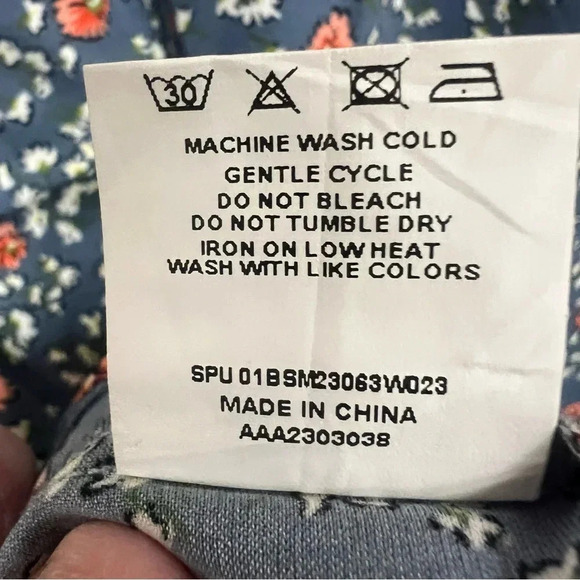 30
MACHINE WASH COLD
GENTLE CYCLE
DO NOT BLEACH
DO NOT TUMBLE DRY
IRON ON LOW HEAT
WASH WITH LIKE COLORS
SPU 01BSM23063W023
MADE IN CHINA
AAA2303038